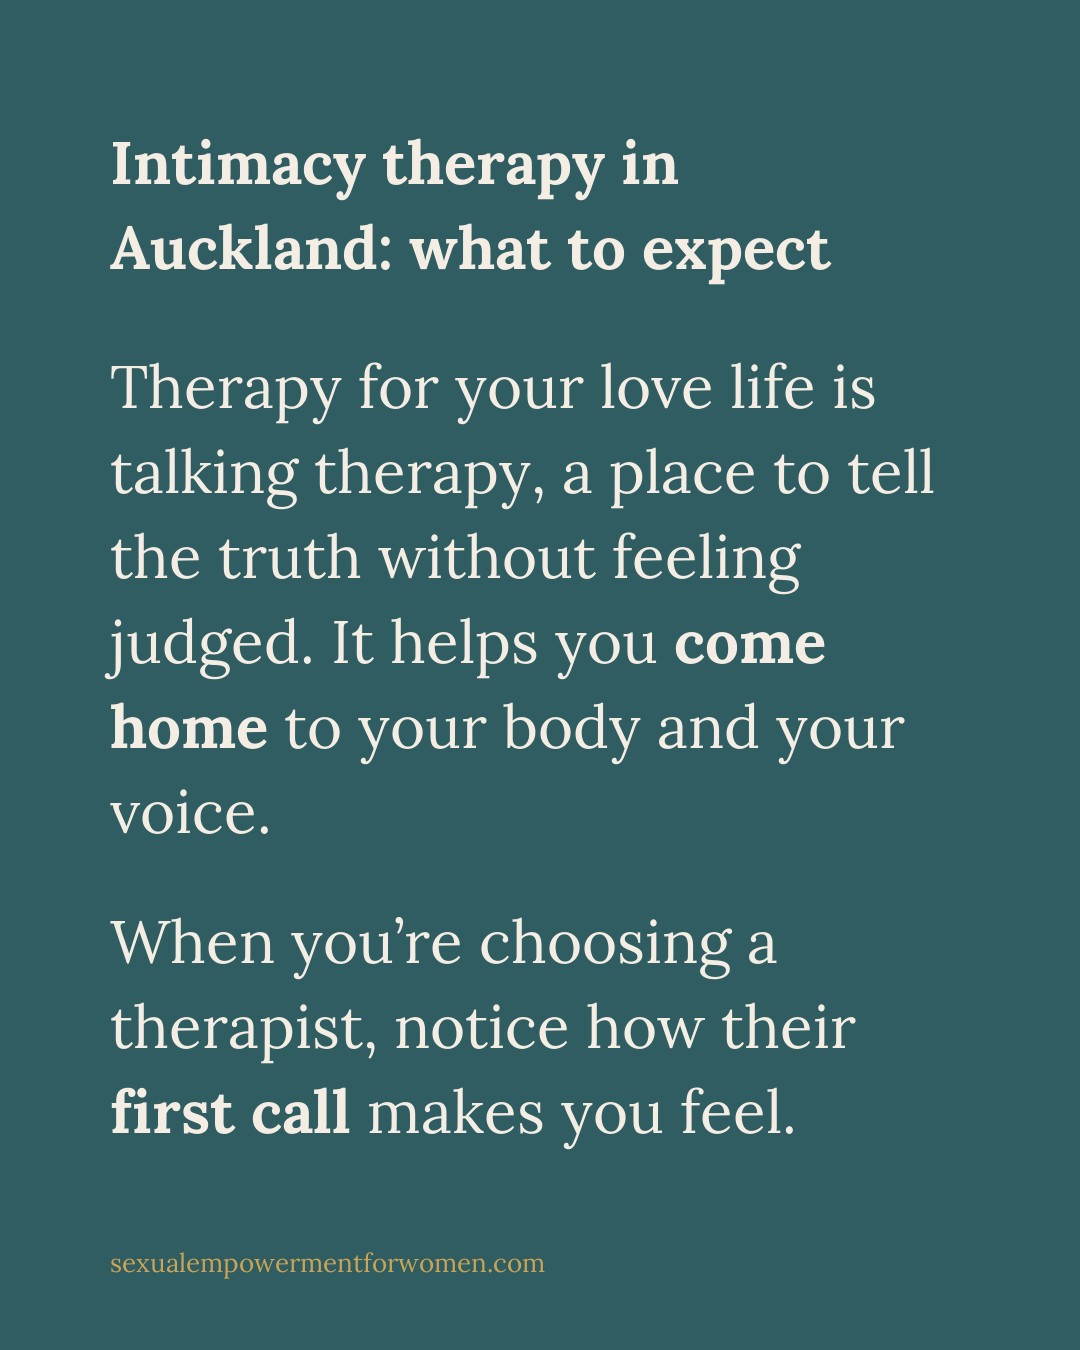 Intimacy therapy in
Auckland: what to expect
Therapy for your love life is
talking therapy, a place to tell
the truth without feeling
judged. It helps you come
home to your body and your
voice.
When you’re choosing a
therapist, notice how their
first call makes you feel.
sexualempowermentforwomen.com